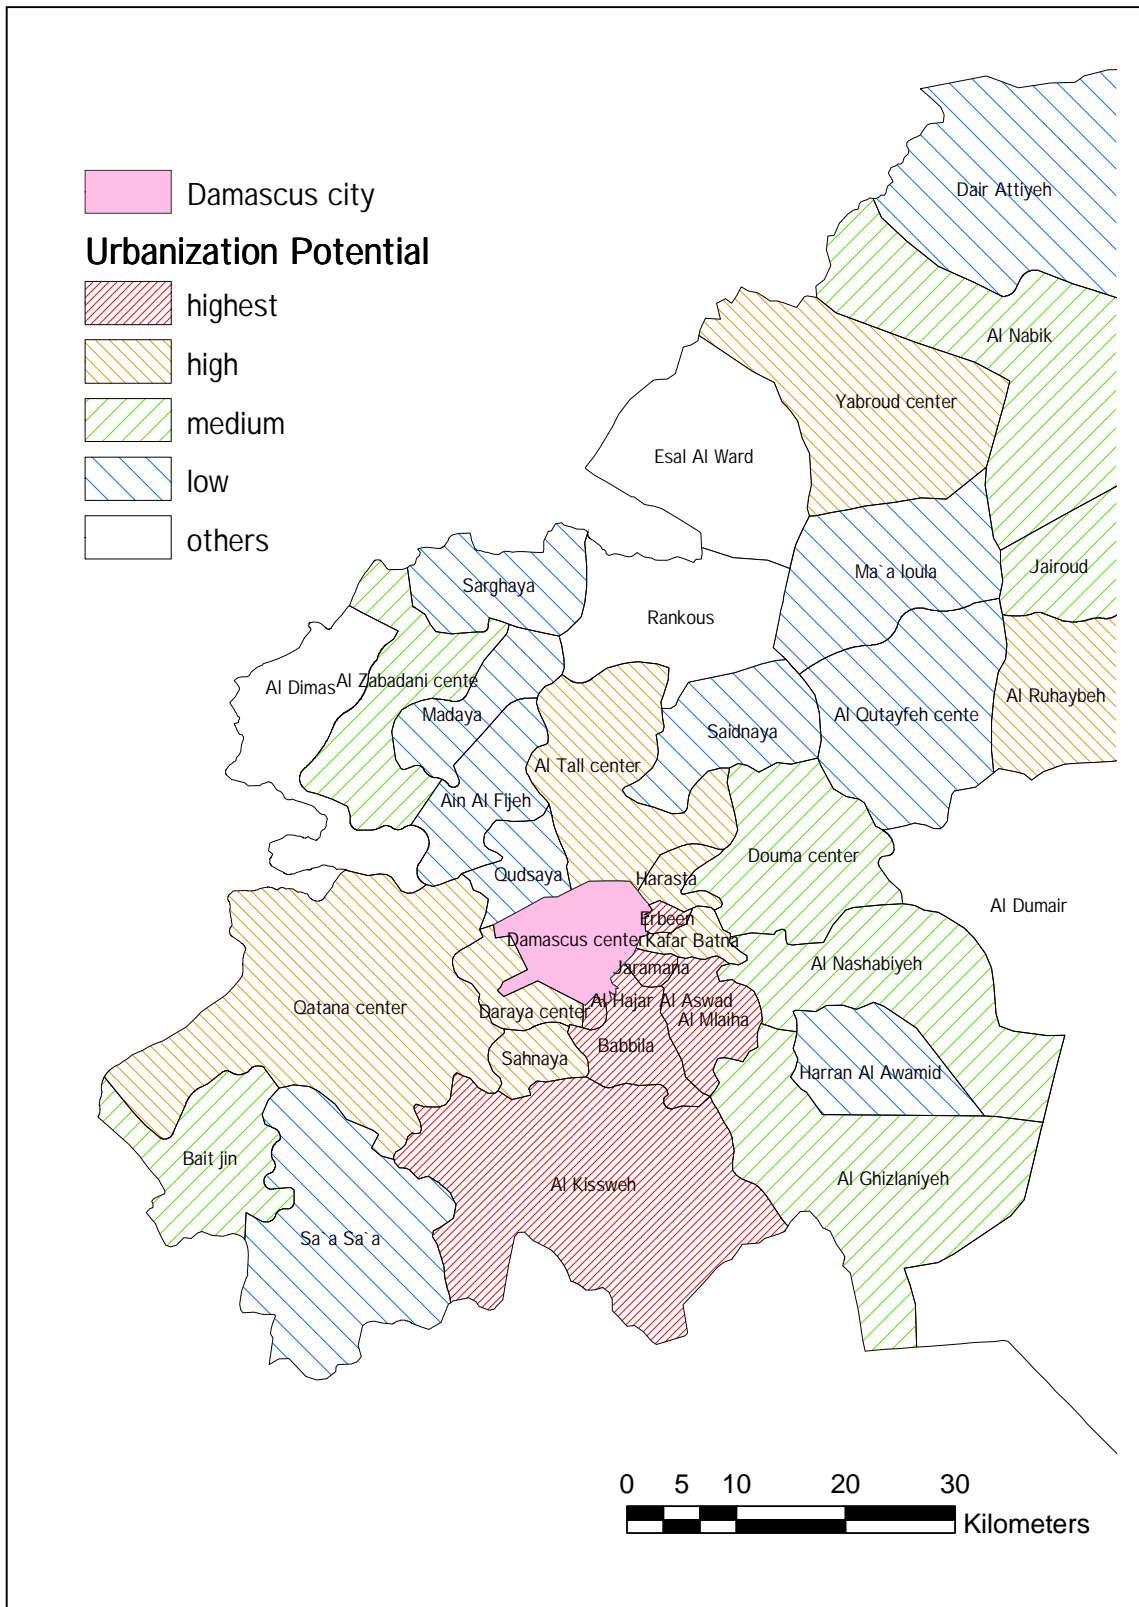 Damascus city
Urbanization Potential
highest
high
medium
low
others
Dair Attiyeh
Al Nabik
Yabroud center
Esal Al Ward
Jairoud
Ma`a loula
Sarghaya
Rankous
Al Dimas
Al Zabadani cente
Al Ruhaybeh
Madaya
Al Qutayfeh cente
Saidnaya
Al Tall center
Ain Al Fijeh
Douma center
Qudsaya
Harasta
Al Dumair
Erbeen
Damascus center
Kafar Batna
Al Nashabiyeh
Jaramana
Al Hajar Al Aswad
Qatana center
Daraya center
Al Mlaiha
Babbila
Sahnaya
Harran Al Awamid
Bait jin
Al Kissweh
Al Ghizlaniyeh
Sa`a Sa`a
0 5 10 20 30
Kilometers